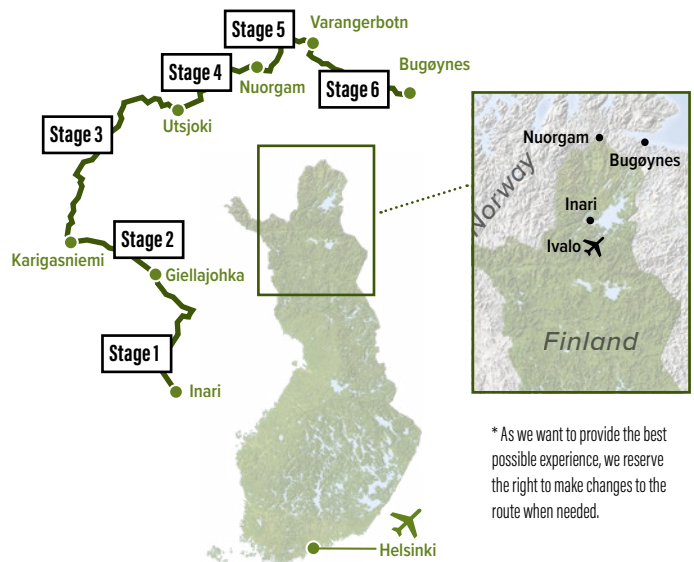 Stage 5
Varangerbotn
Stage 4
Bugøynes
Nuorgam
Stage 6
Utsjoki
Stage 3
Stage 2
Karigasniemi
Giellajohka
Stage 1
Inari
Nuorgam
Bugøynes
Norway
Inari
Ivalo
Finland
* As we want to provide the best
possible experience, we reserve
the right to make changes to the
route when needed.
Helsinki